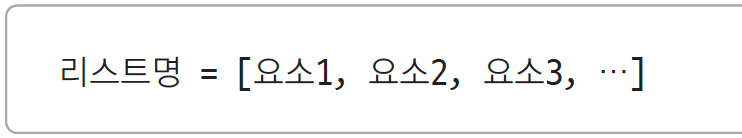 리스트명 = [요소1, 요소2, 요소3, …]